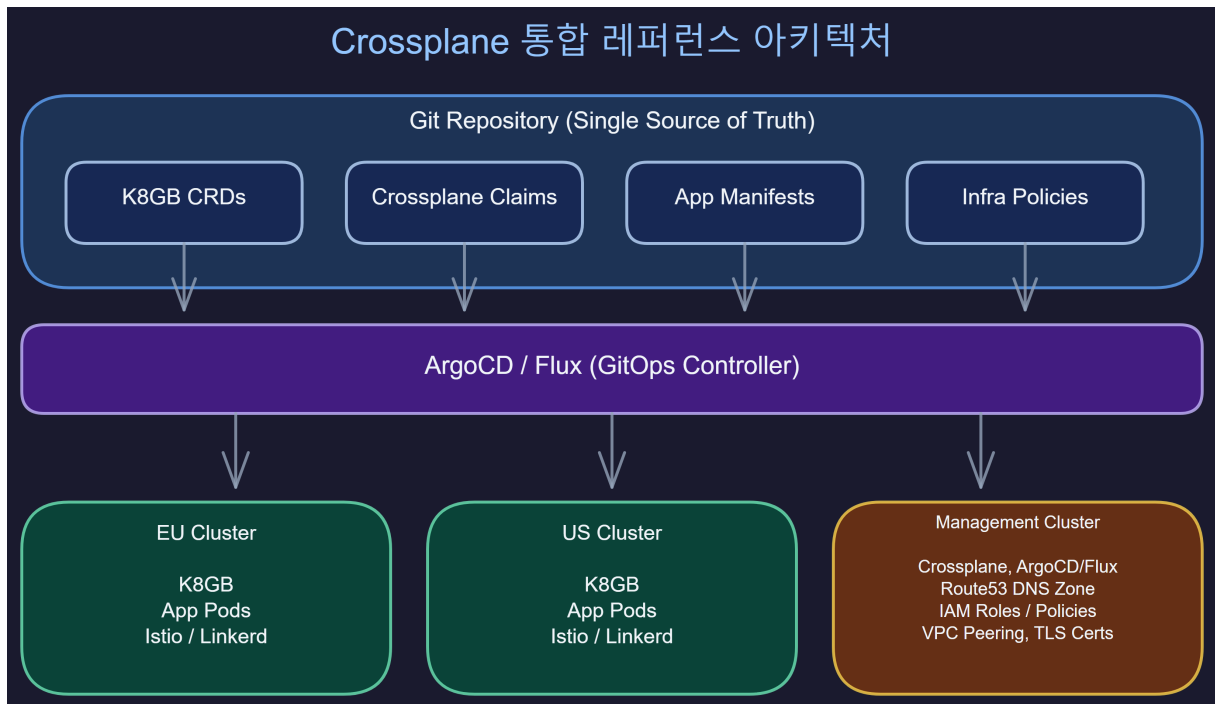 Crossplane 통합 레퍼런스 아키텍처
Git Repository (Single Source of Truth)
K8GB CRDs
Crossplane Claims
App Manifests
Infra Policies
ArgoCD / Flux (GitOps Controller)
EU Cluster
K8GB
App Pods
Istio / Linkerd
US Cluster
K8GB
App Pods
Istio / Linkerd
Management Cluster
Crossplane, ArgoCD/Flux
Route53 DNS Zone
IAM Roles / Policies
VPC Peering, TLS Certs